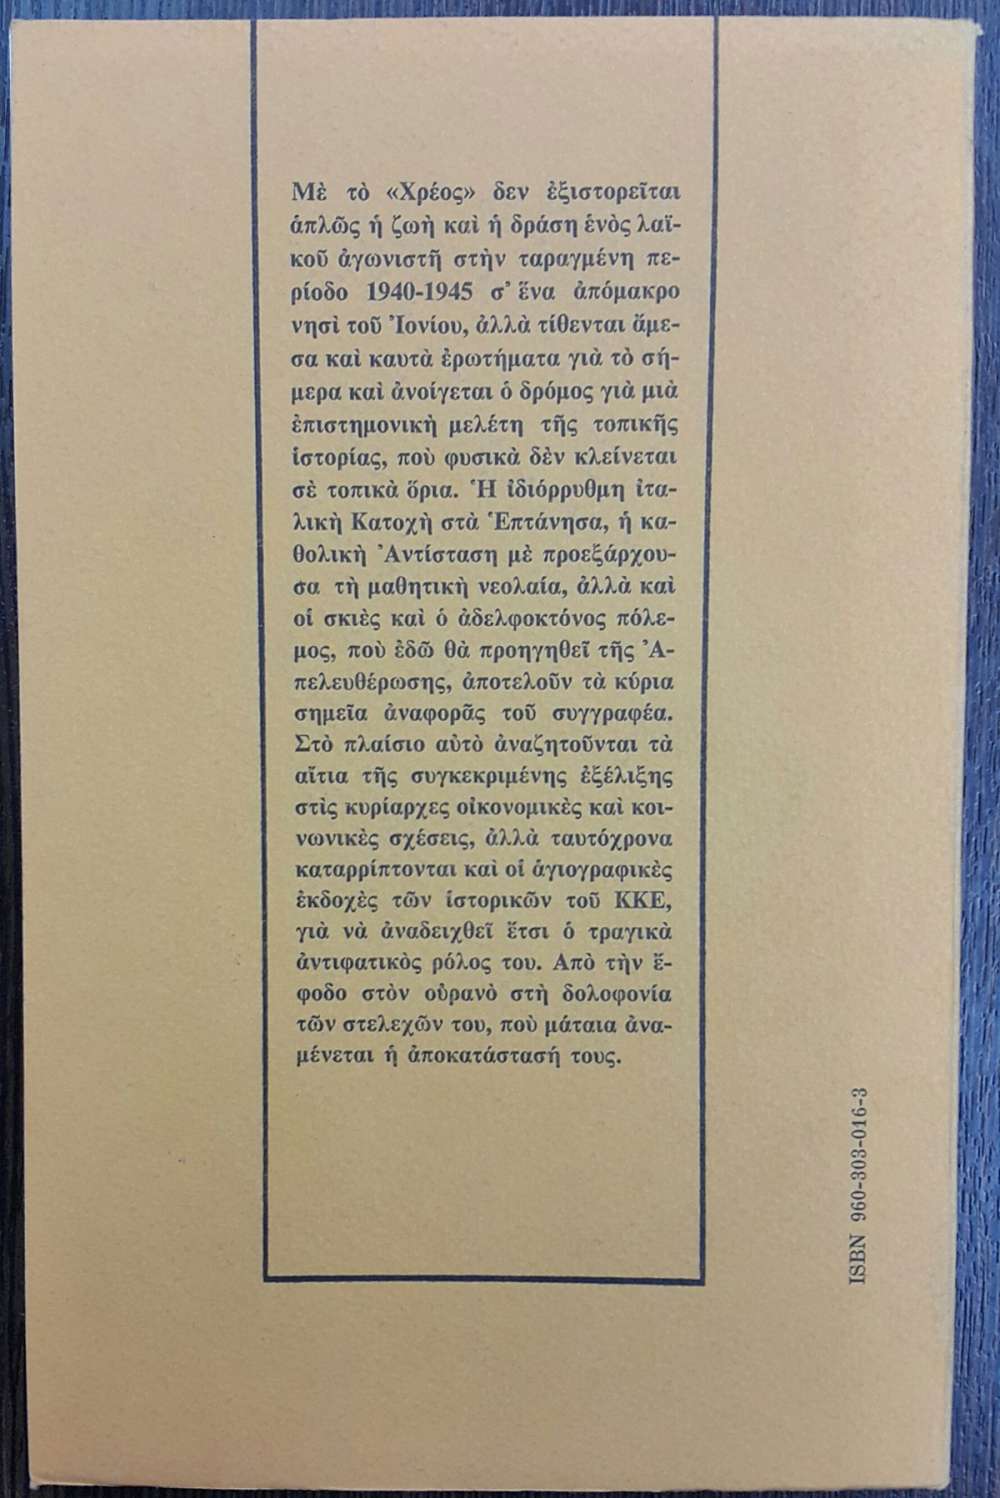 Μὲ τὸ «Χρέος» δεν ἐξιστορεῖται
ἁπλῶς ἡ ζωὴ καὶ ἡ δράση ἑνὸς λαϊ-
κοῦ ἀγωνιστῆ στὴν ταραγμένη πε-
ρίοδο 1940-1945 σ' ἕνα ἀπόμακρο
νησὶ τοῦ Ἰονίου, ἀλλὰ τίθενται ἄμε-
σα καὶ καυτὰ ἐρωτήματα γιὰ τὸ σή-
μερα καὶ ἀνοίγεται ὁ δρόμος γιὰ μιὰ
ἐπιστημονικὴ μελέτη τῆς τοπικῆς
ἱστορίας, ποὺ φυσικὰ δὲν κλείνεται
σὲ τοπικὰ ὅρια. Ἡ ἰδιόρρυθμη ἰτα-
λικὴ Κατοχὴ στὰ Ἑπτάνησα, ἡ κα-
θολικὴ Ἀντίσταση μὲ προεξάρχου-
σα τὴ μαθητικὴ νεολαία, ἀλλὰ καὶ
οἱ σκιὲς καὶ ὁ ἀδελφοκτόνος πόλε-
μος, ποὺ ἐδῶ θὰ προηγηθεῖ τῆς Ἀ-
πελευθέρωσης, ἀποτελοῦν τὰ κύρια
σημεῖα ἀναφορᾶς τοῦ συγγραφέα.
Στὸ πλαίσιο αὐτὸ ἀναζητοῦνται τὰ
αἴτια τῆς συγκεκριμένης ἐξέλιξης
στὶς κυρίαρχες οἰκονομικὲς καὶ κοι-
νωνικὲς σχέσεις, ἀλλὰ ταυτόχρονα
καταρρίπτονται καὶ οἱ ἁγιογραφικὲς
ἐκδοχὲς τῶν ἱστορικῶν τοῦ ΚΚΕ,
γιὰ νὰ ἀναδειχθεῖ ἔτσι ὁ τραγικὰ
ἀντιφατικὸς ρόλος του. Ἀπὸ τὴν ἔ-
φοδο στὸν οὐρανὸ στὴ δολοφονία
τῶν στελεχῶν του, ποὺ μάταια ἀνα-
μένεται ἡ ἀποκατάστασή τους.
ISBN 960-303-016-3